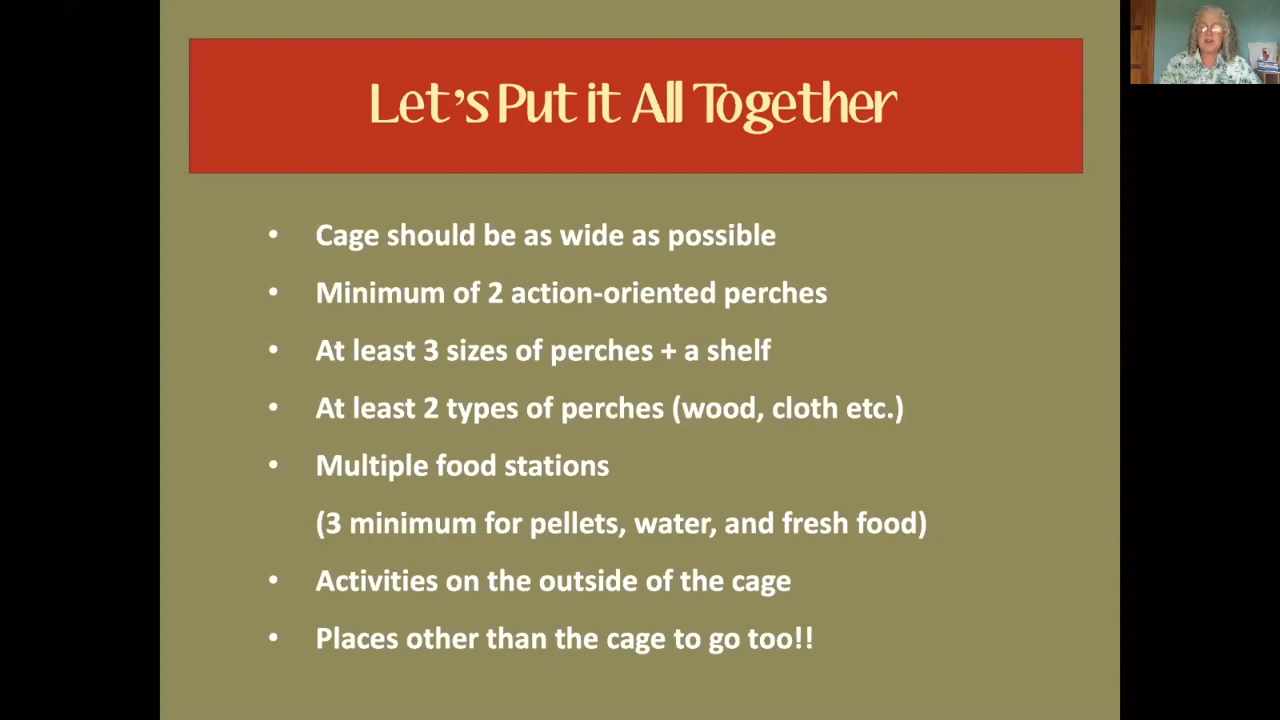 Let's Put it All Together
• Cage should be as wide as possible
• Minimum of 2 action-oriented perches
• At least 3 sizes of perches + a shelf
• At least 2 types of perches (wood, cloth etc.)
• Multiple food stations
(3 minimum for pellets, water, and fresh food)
• Activities on the outside of the cage
• Places other than the cage to go too!!